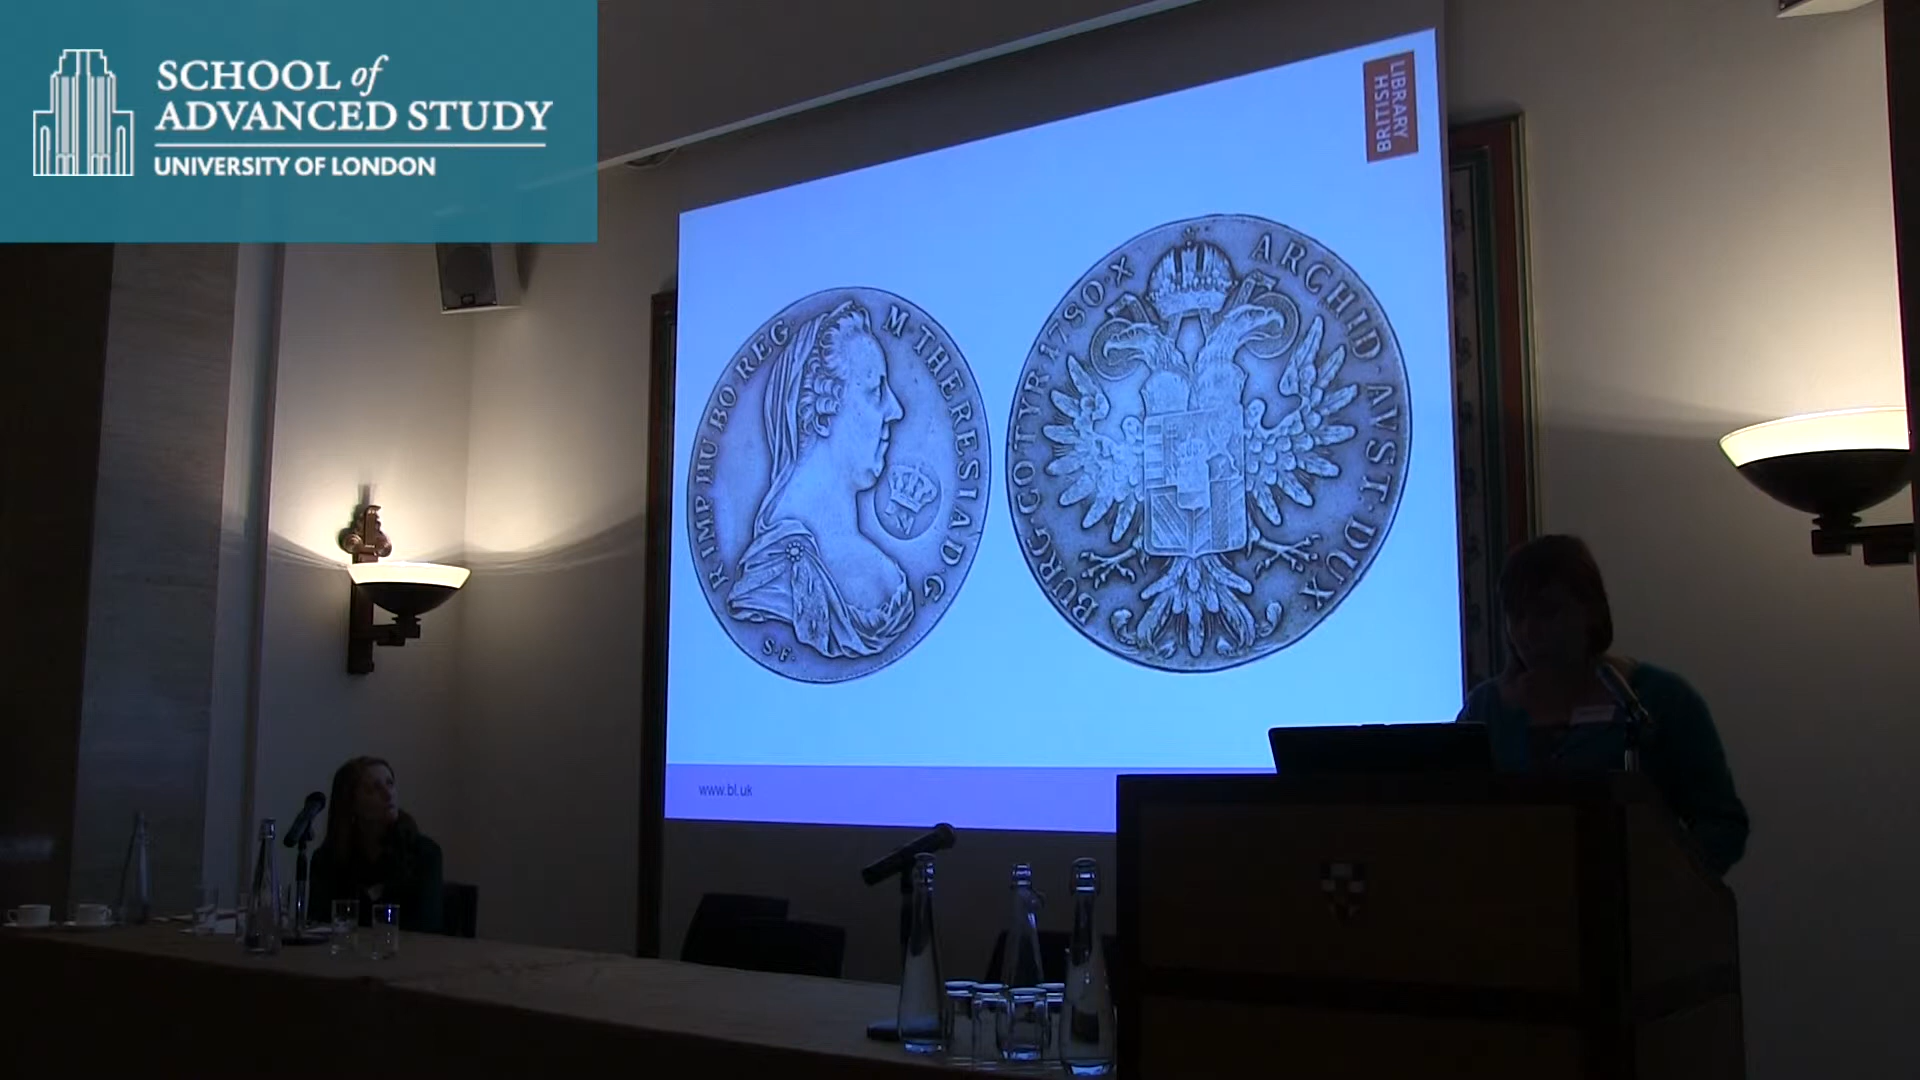 SCHOOL of
ADVANCED STUDY
UNIVERSITY OF LONDON
BRITISH
LIBRARY
R·IMP·HU·BO·REG·
M·THERESIA·D·G·
S·F·
BURG·CO·TYR·1780·X
ARCHID·AVST·DUX·
www.bl.uk